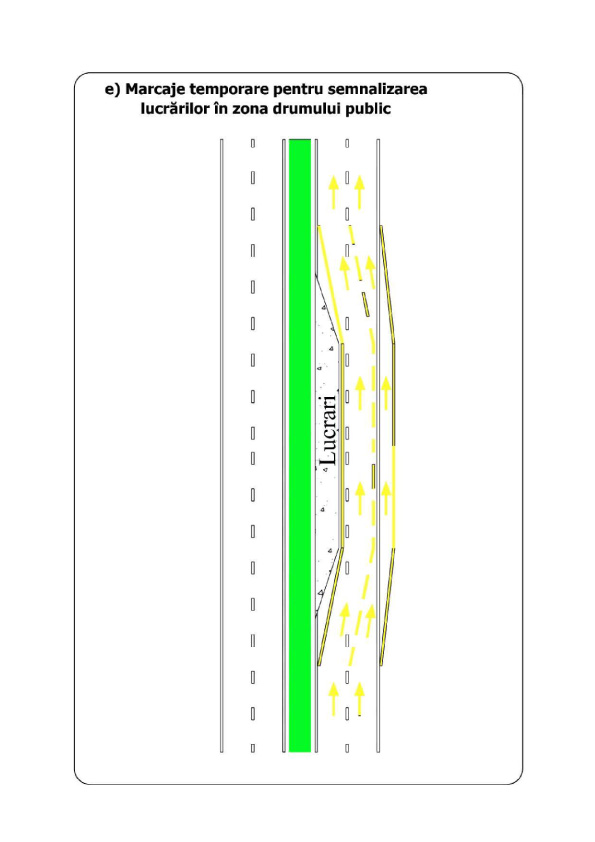 e) Marcaje temporare pentru semnalizarea
lucrărilor în zona drumului public
Lucrari